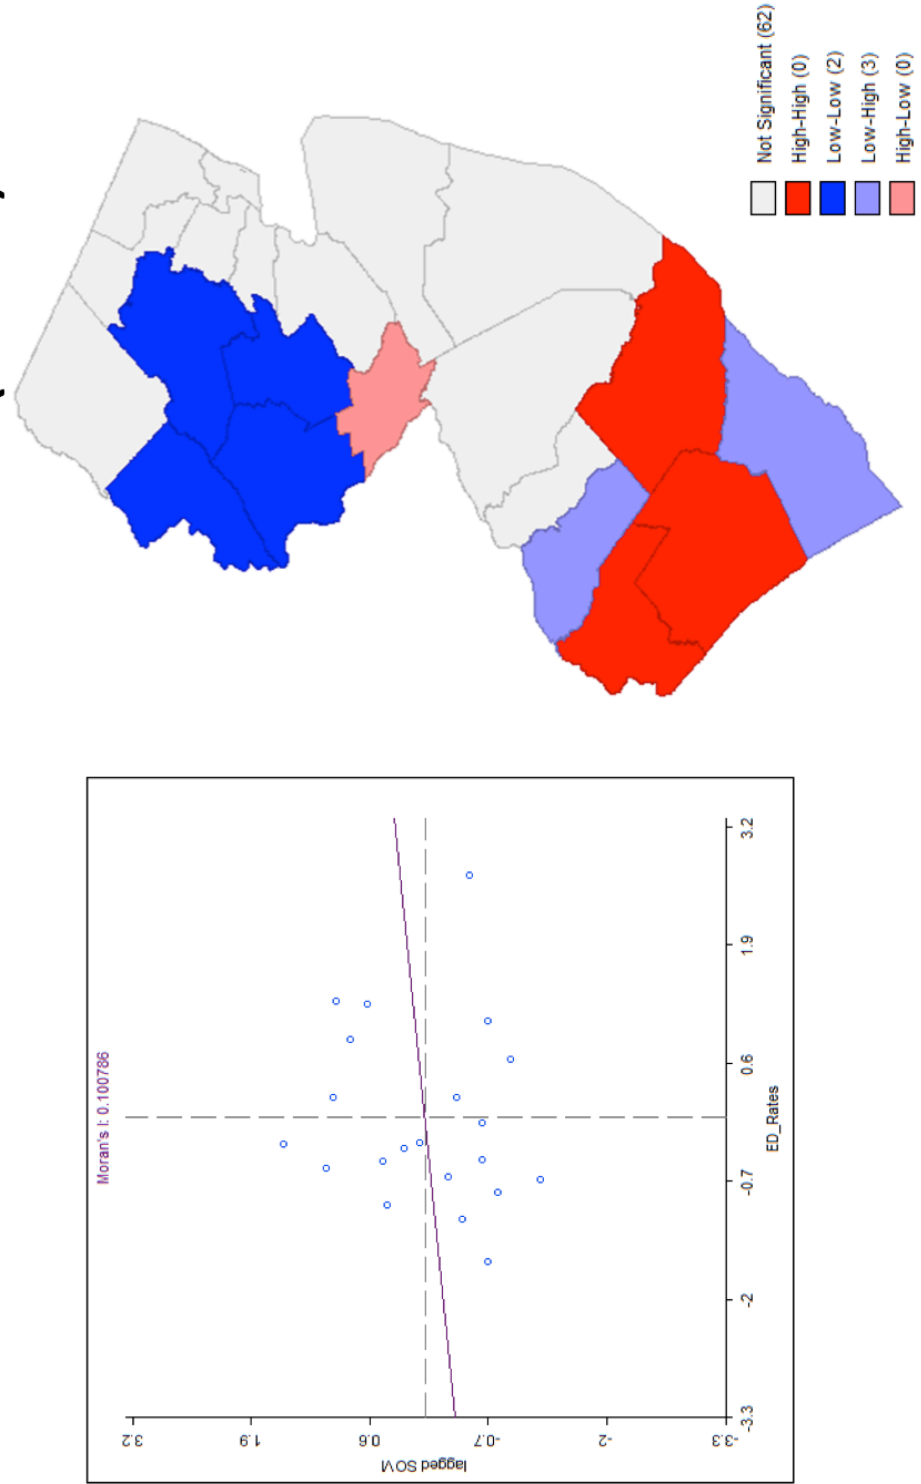 Moran's I: 0.100786
3.2
1.9
0.6
-0.7
-2
-3.3
lagged SOVI
-3.3
-2
-0.7
0.6
1.9
3.2
ED_Rates
Not Significant (62)
High-High (0)
Low-Low (2)
Low-High (3)
High-Low (0)